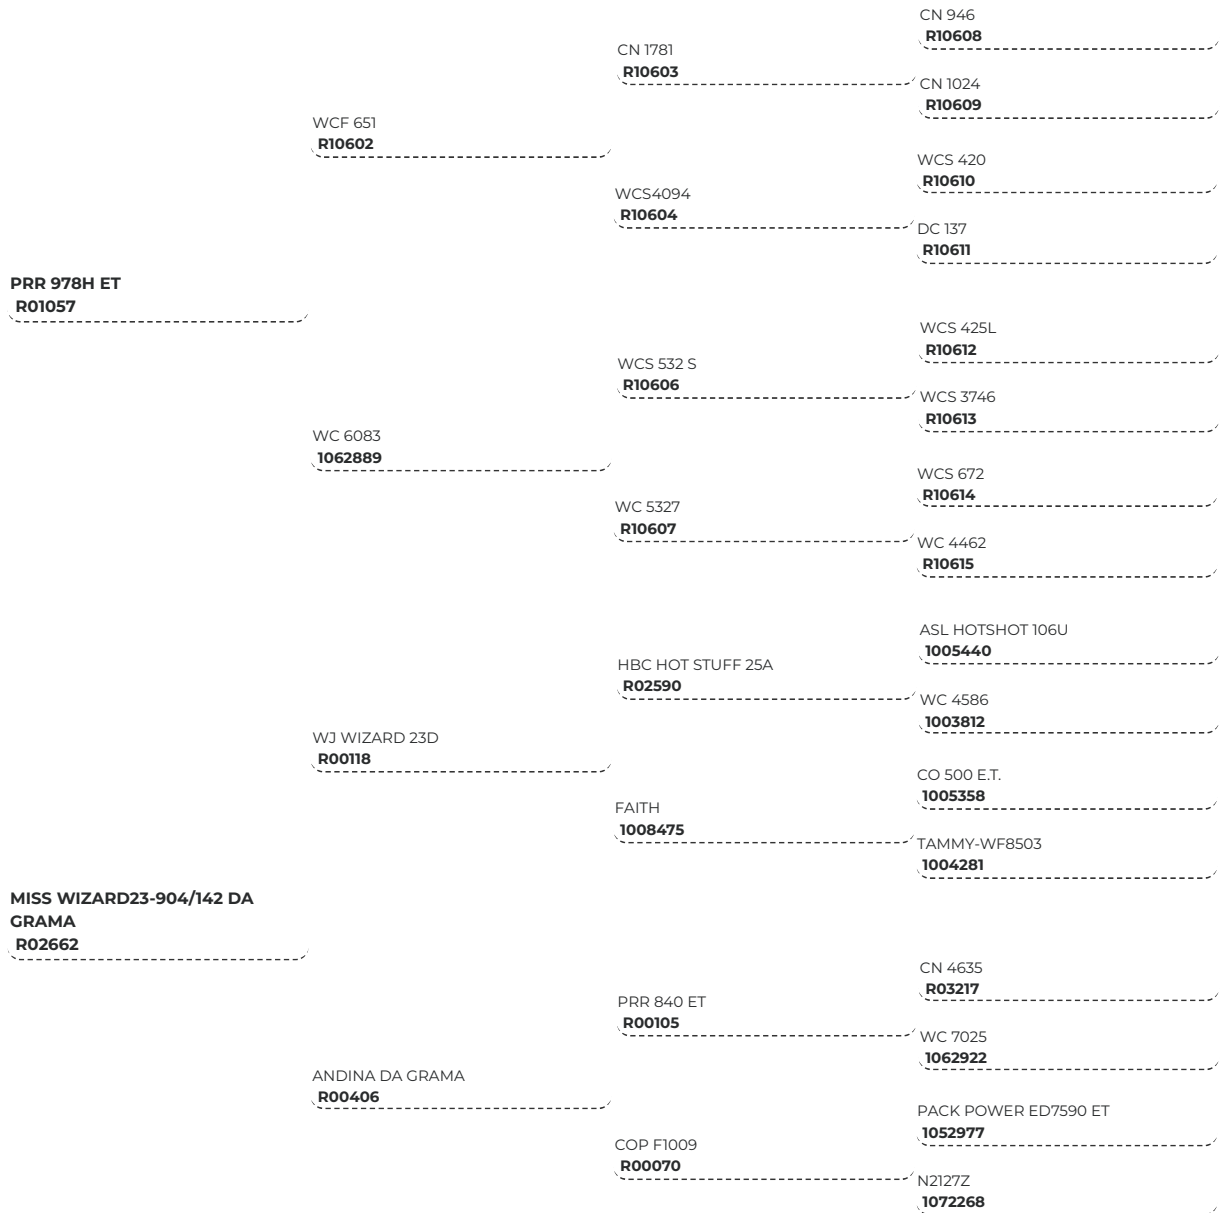 CN 946
R10608
CN 1781
R10603
CN 1024
R10609
WCF 651
R10602
WCS 420
R10610
WCS4094
R10604
DC 137
R10611
PRR 978H ET
R01057
WCS 425L
R10612
WCS 532 S
R10606
WCS 3746
R10613
WC 6083
1062889
WCS 672
R10614
WC 5327
R10607
WC 4462
R10615
ASL HOTSHOT 106U
1005440
HBC HOT STUFF 25A
R02590
WC 4586
1003812
WJ WIZARD 23D
R00118
CO 500 E.T.
1005358
FAITH
1008475
TAMMY-WF8503
1004281
MISS WIZARD23-904/142 DA
GRAMA
R02662
CN 4635
R03217
PRR 840 ET
R00105
WC 7025
1062922
ANDINA DA GRAMA
R00406
PACK POWER ED7590 ET
1052977
COP F1009
R00070
N2127Z
1072268